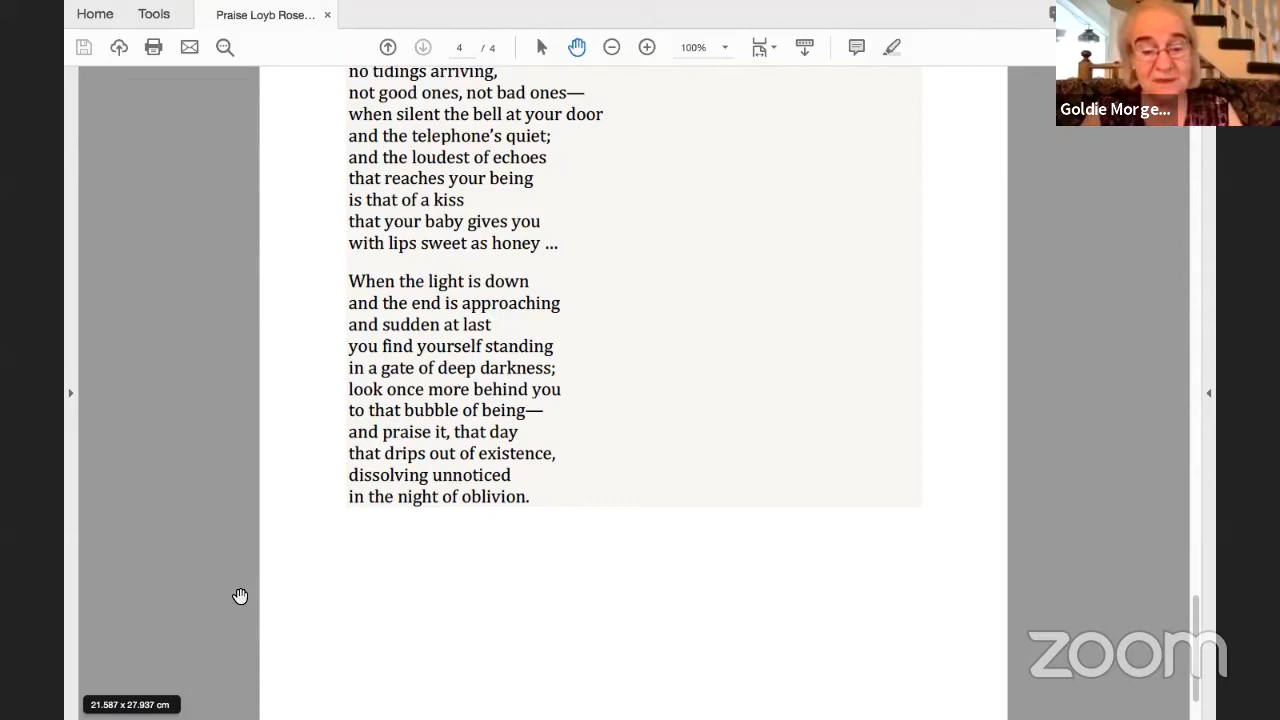 Home Tools Praise Loyb Rose... ×
4 / 4 100%
Goldie Morge...
no tidings arriving,
not good ones, not bad ones—
when silent the bell at your door
and the telephone’s quiet;
and the loudest of echoes
that reaches your being
is that of a kiss
that your baby gives you
with lips sweet as honey ...
When the light is down
and the end is approaching
and sudden at last
you find yourself standing
in a gate of deep darkness;
look once more behind you
to that bubble of being—
and praise it, that day
that drips out of existence,
dissolving unnoticed
in the night of oblivion.
zoom
21.587 x 27.937 cm